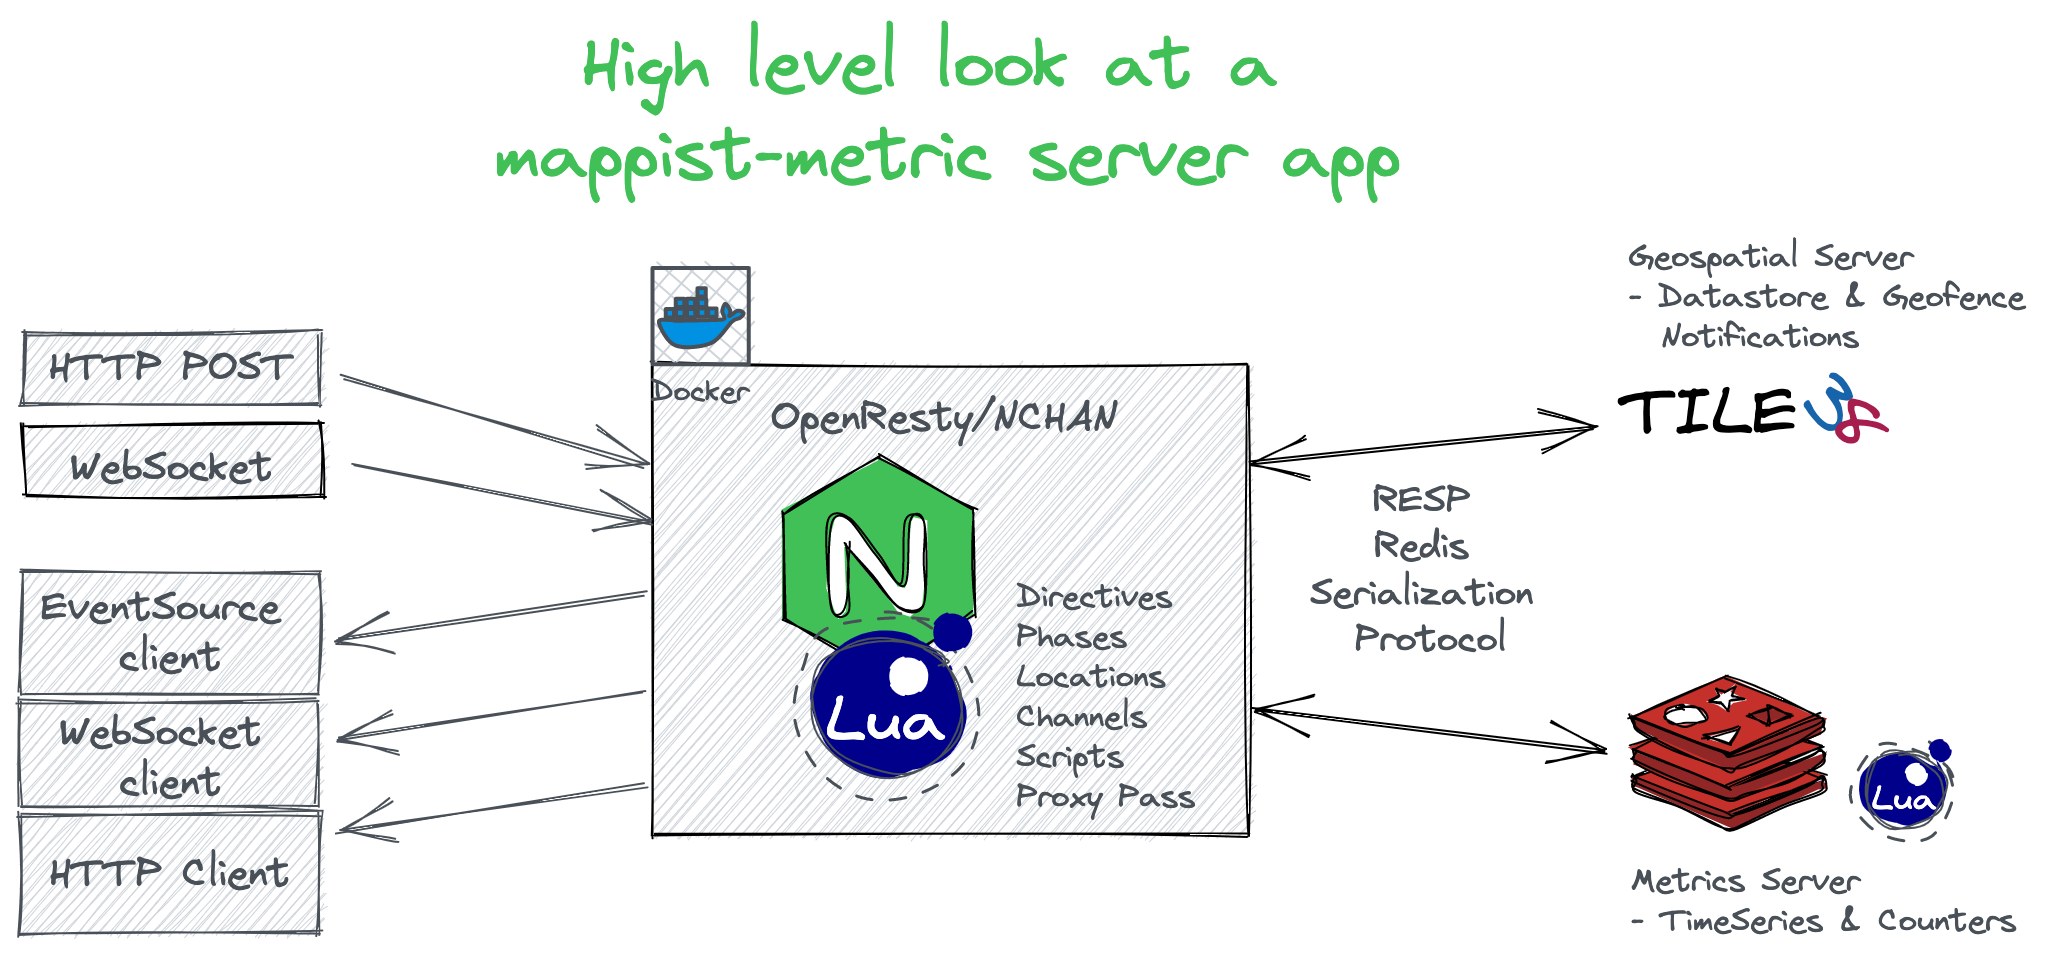 High level look at a
mappist-metric server app
HTTP POST
WebSocket
EventSource
client
WebSocket
client
HTTP Client
Docker
OpenResty/NCHAN
N
Lua
Directives
Phases
Locations
Channels
Scripts
Proxy Pass
RESP
Redis
Serialization
Protocol
Geospatial Server
- Datastore & Geofence
Notifications
TILE38
Lua
Metrics Server
- TimeSeries & Counters